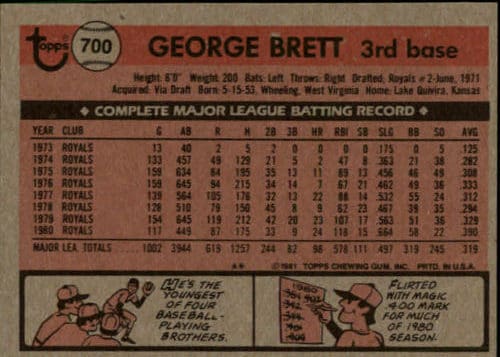 Topps 700 GEORGE BRETT 3rd base
Height: 6'0" Weight: 200 Bats: Left Throws: Right Drafted: Royals #2-June, 1971
Acquired: Via Draft Born: 5-15-53, Wheeling, West Virginia Home: Lake Quivira, Kansas
COMPLETE MAJOR LEAGUE BATTING RECORD
YEAR CLUB G AB R H 2B 3B HR RBI SB SLG BB SO AVG
1973 ROYALS 13 40 2 5 2 0 0 0 0 .175 0 5 .125
1974 ROYALS 133 457 49 129 21 5 2 47 8 .363 21 38 .282
1975 ROYALS 159 634 84 195 35 13 11 89 13 .456 46 49 .308
1976 ROYALS 159 645 94 215 34 14 7 67 21 .462 49 36 .333
1977 ROYALS 139 564 105 176 32 13 22 88 14 .532 55 24 .312
1978 ROYALS 128 510 79 150 45 8 9 62 23 .467 39 35 .294
1979 ROYALS 154 645 119 212 42 20 23 107 17 .563 51 36 .329
1980 ROYALS 117 449 87 175 33 9 24 118 15 .664 58 22 .390
MAJOR LEA. TOTALS 1002 3944 619 1257 244 82 98 578 111 .490 319 245 .319
©1981 TOPPS CHEWING GUM, INC. PRTD. IN U.S.A.
HE'S THE
YOUNGEST
OF FOUR
BASEBALL-
PLAYING
BROTHERS.
1980
FLIRTED
WITH MAGIC
.400 MARK
FOR MUCH
OF 1980
SEASON.